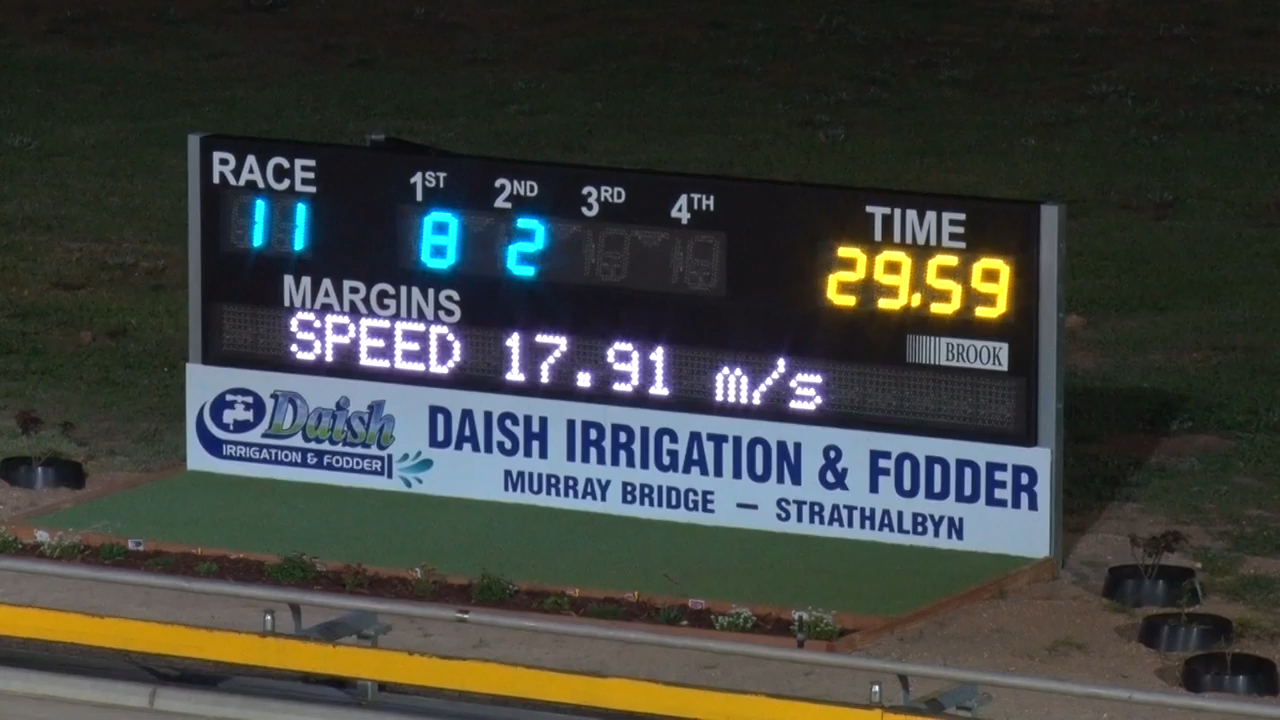 RACE 1ST 2ND 3RD 4TH TIME
11 8 2 29.59
MARGINS
BROOK
SPEED 17.91 m/s
Daish
IRRIGATION & FODDER
DAISH IRRIGATION & FODDER
MURRAY BRIDGE — STRATHALBYN